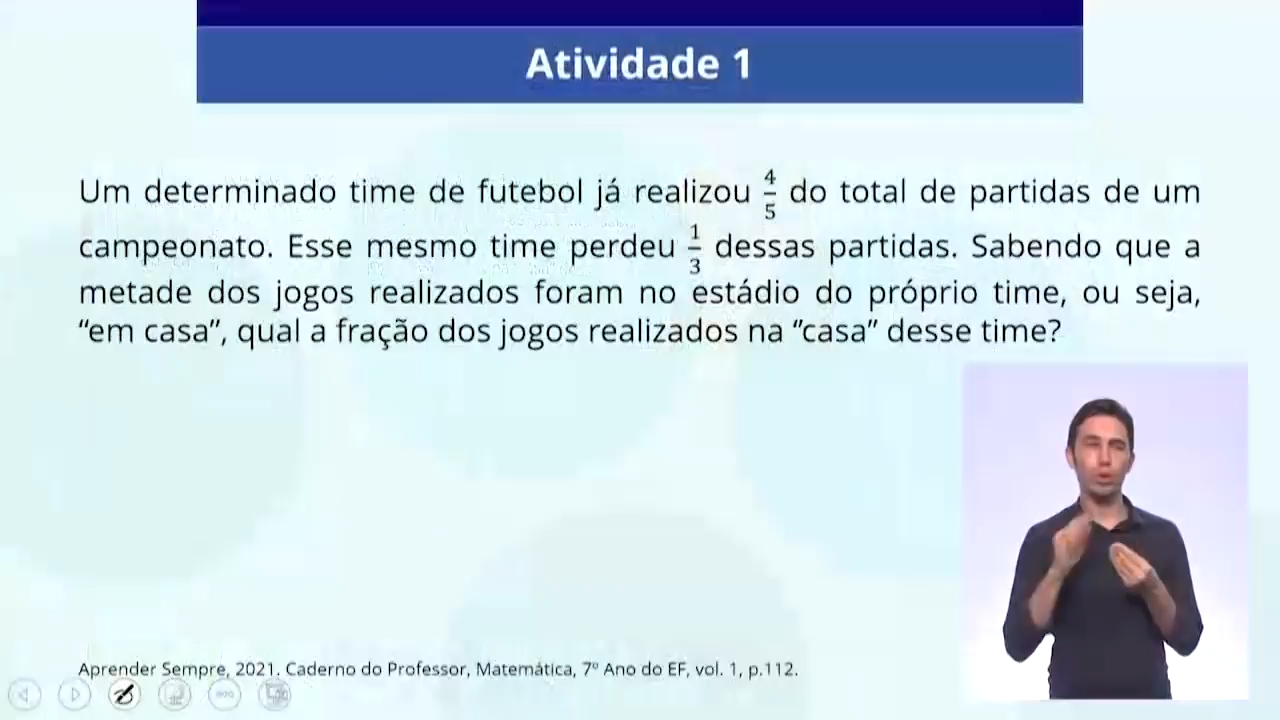 Atividade 1
Um determinado time de futebol já realizou 4/5 do total de partidas de um
campeonato. Esse mesmo time perdeu 1/3 dessas partidas. Sabendo que a
metade dos jogos realizados foram no estádio do próprio time, ou seja,
“em casa”, qual a fração dos jogos realizados na “casa” desse time?
Aprender Sempre, 2021. Caderno do Professor, Matemática, 7º Ano do EF, vol. 1, p.112.